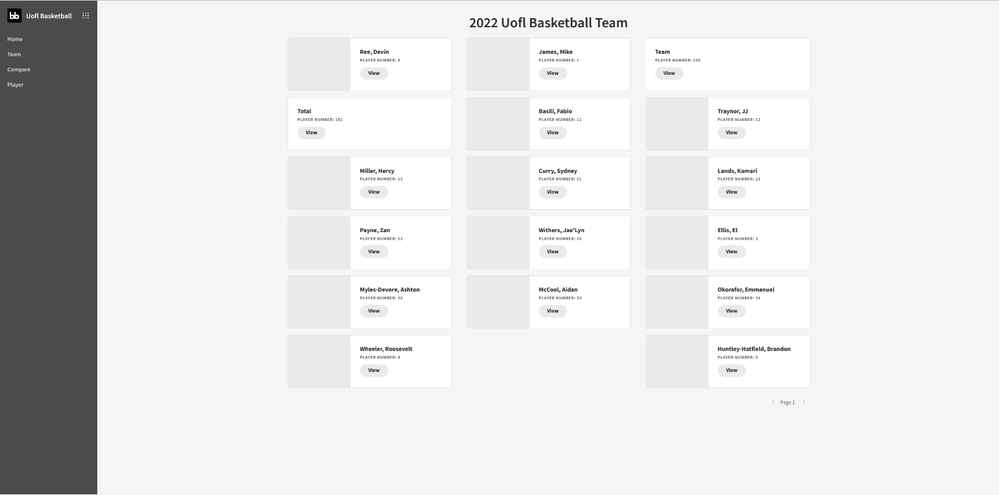 bb Uofl Basketball
Home
Team
Compare
Player
2022 Uofl Basketball Team
Ree, Devin
PLAYER NUMBER: 0
View
James, Mike
PLAYER NUMBER: 1
View
Team
PLAYER NUMBER: 100
View
Total
PLAYER NUMBER: 101
View
Basili, Fabio
PLAYER NUMBER: 11
View
Traynor, JJ
PLAYER NUMBER: 12
View
Miller, Hercy
PLAYER NUMBER: 15
View
Curry, Sydney
PLAYER NUMBER: 21
View
Lands, Kamari
PLAYER NUMBER: 22
View
Payne, Zan
PLAYER NUMBER: 23
View
Withers, Jae'Lyn
PLAYER NUMBER: 24
View
Ellis, El
PLAYER NUMBER: 3
View
Myles-Devore, Ashton
PLAYER NUMBER: 30
View
McCool, Aidan
PLAYER NUMBER: 33
View
Okorafor, Emmanuel
PLAYER NUMBER: 34
View
Wheeler, Roosevelt
PLAYER NUMBER: 4
View
Huntley-Hatfield, Brandon
PLAYER NUMBER: 5
View
Page 1